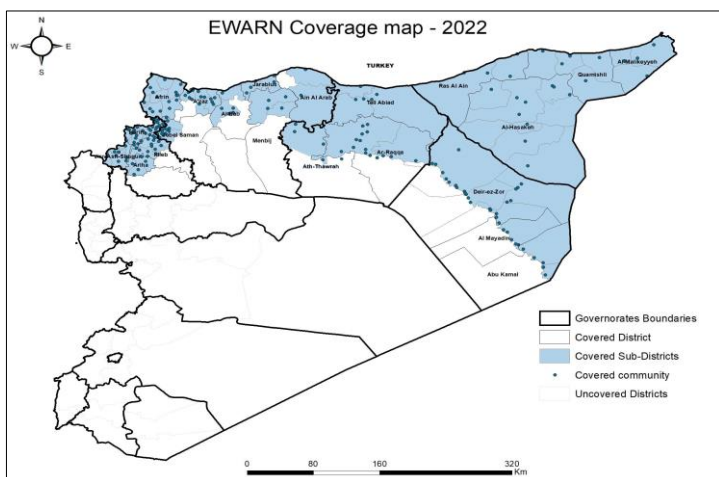 EWARN Coverage map - 2022
N
W
E
S
TURKEY
Al-Malikeyyeh
Quamishli
Ras Al Ain
Jarablus
Afrin
Ain Al Arab
Tall Abiad
Al-Hasakeh
Menbij
Ar-Raqqa
Ath-Thawrah
Deir-ez-Zor
Al Mayadin
Abu Kamal
Governorates Boundaries
Covered District
Covered Sub-Districts
Covered community
Uncovered Districts
0
80
160
320
Km